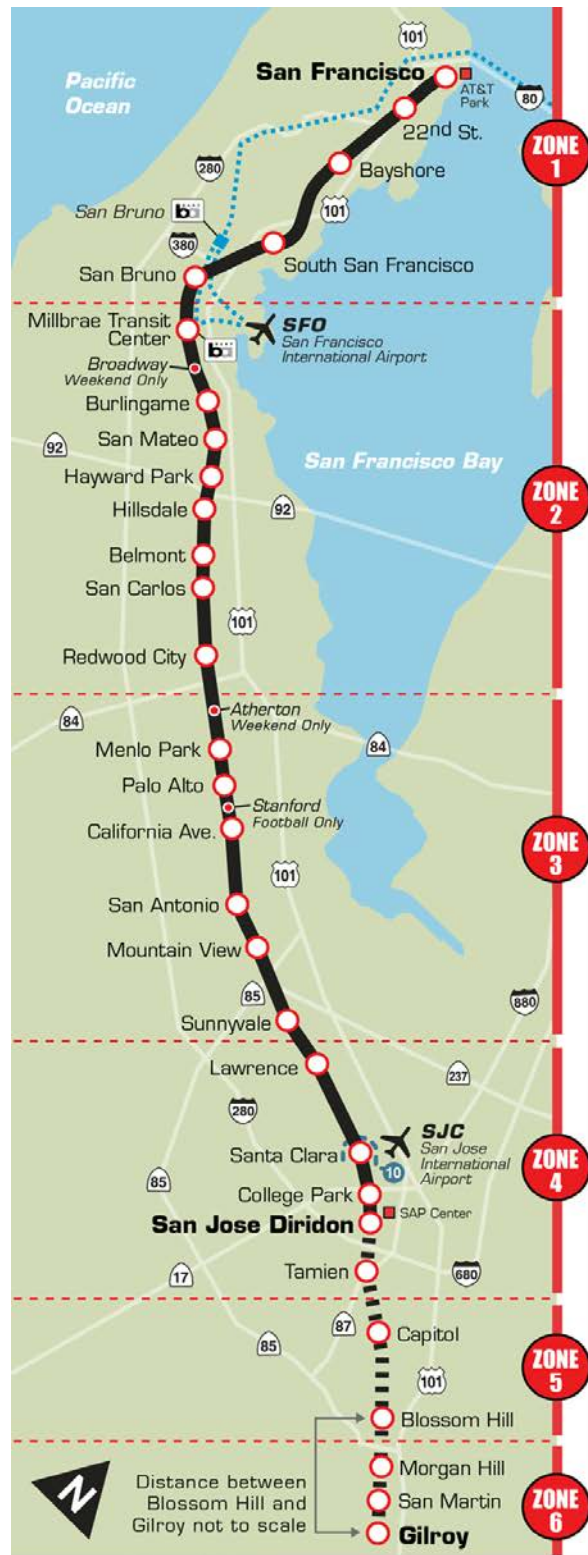 101
Pacific
Ocean
San Francisco
AT&T
Park
80
22nd St.
ZONE
1
Bayshore
280
101
San Bruno
ba
380
South San Francisco
San Bruno
Millbrae Transit
Center
ba
SFO
San Francisco
International Airport
Broadway
Weekend Only
Burlingame
San Mateo
92
San Francisco Bay
Hayward Park
ZONE
2
Hillsdale
92
Belmont
San Carlos
101
Redwood City
Atherton
Weekend Only
84
84
Menlo Park
Palo Alto
Stanford
Football Only
California Ave.
ZONE
3
101
San Antonio
Mountain View
85
880
Sunnyvale
Lawrence
237
280
SJC
San Jose
International
Airport
Santa Clara
10
85
College Park
ZONE
4
San Jose Diridon
SAP Center
Tamien
17
680
87
Capitol
85
ZONE
5
101
Blossom Hill
Morgan Hill
N
Distance between
Blossom Hill and
Gilroy not to scale
San Martin
ZONE
6
Gilroy